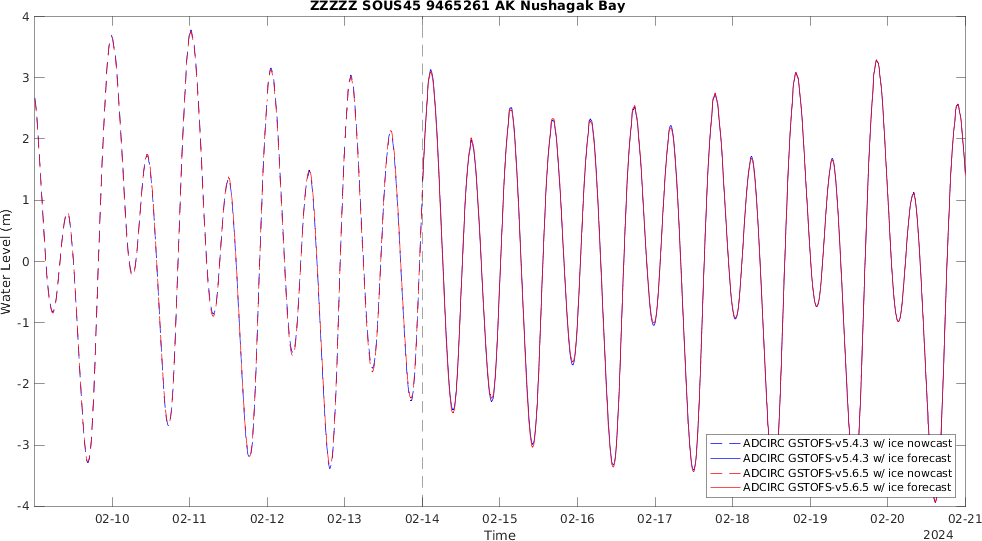 ZZZZZ SOUS45 9465261 AK Nushagak Bay
4
3
2
1
0
-1
-2
-3
-4
Water Level (m)
ADCIRC GSTOFS-v5.4.3 w/ ice nowcast
ADCIRC GSTOFS-v5.4.3 w/ ice forecast
ADCIRC GSTOFS-v5.6.5 w/ ice nowcast
ADCIRC GSTOFS-v5.6.5 w/ ice forecast
02-10 02-11 02-12 02-13 02-14 02-15 02-16 02-17 02-18 02-19 02-20 02-21
Time
2024